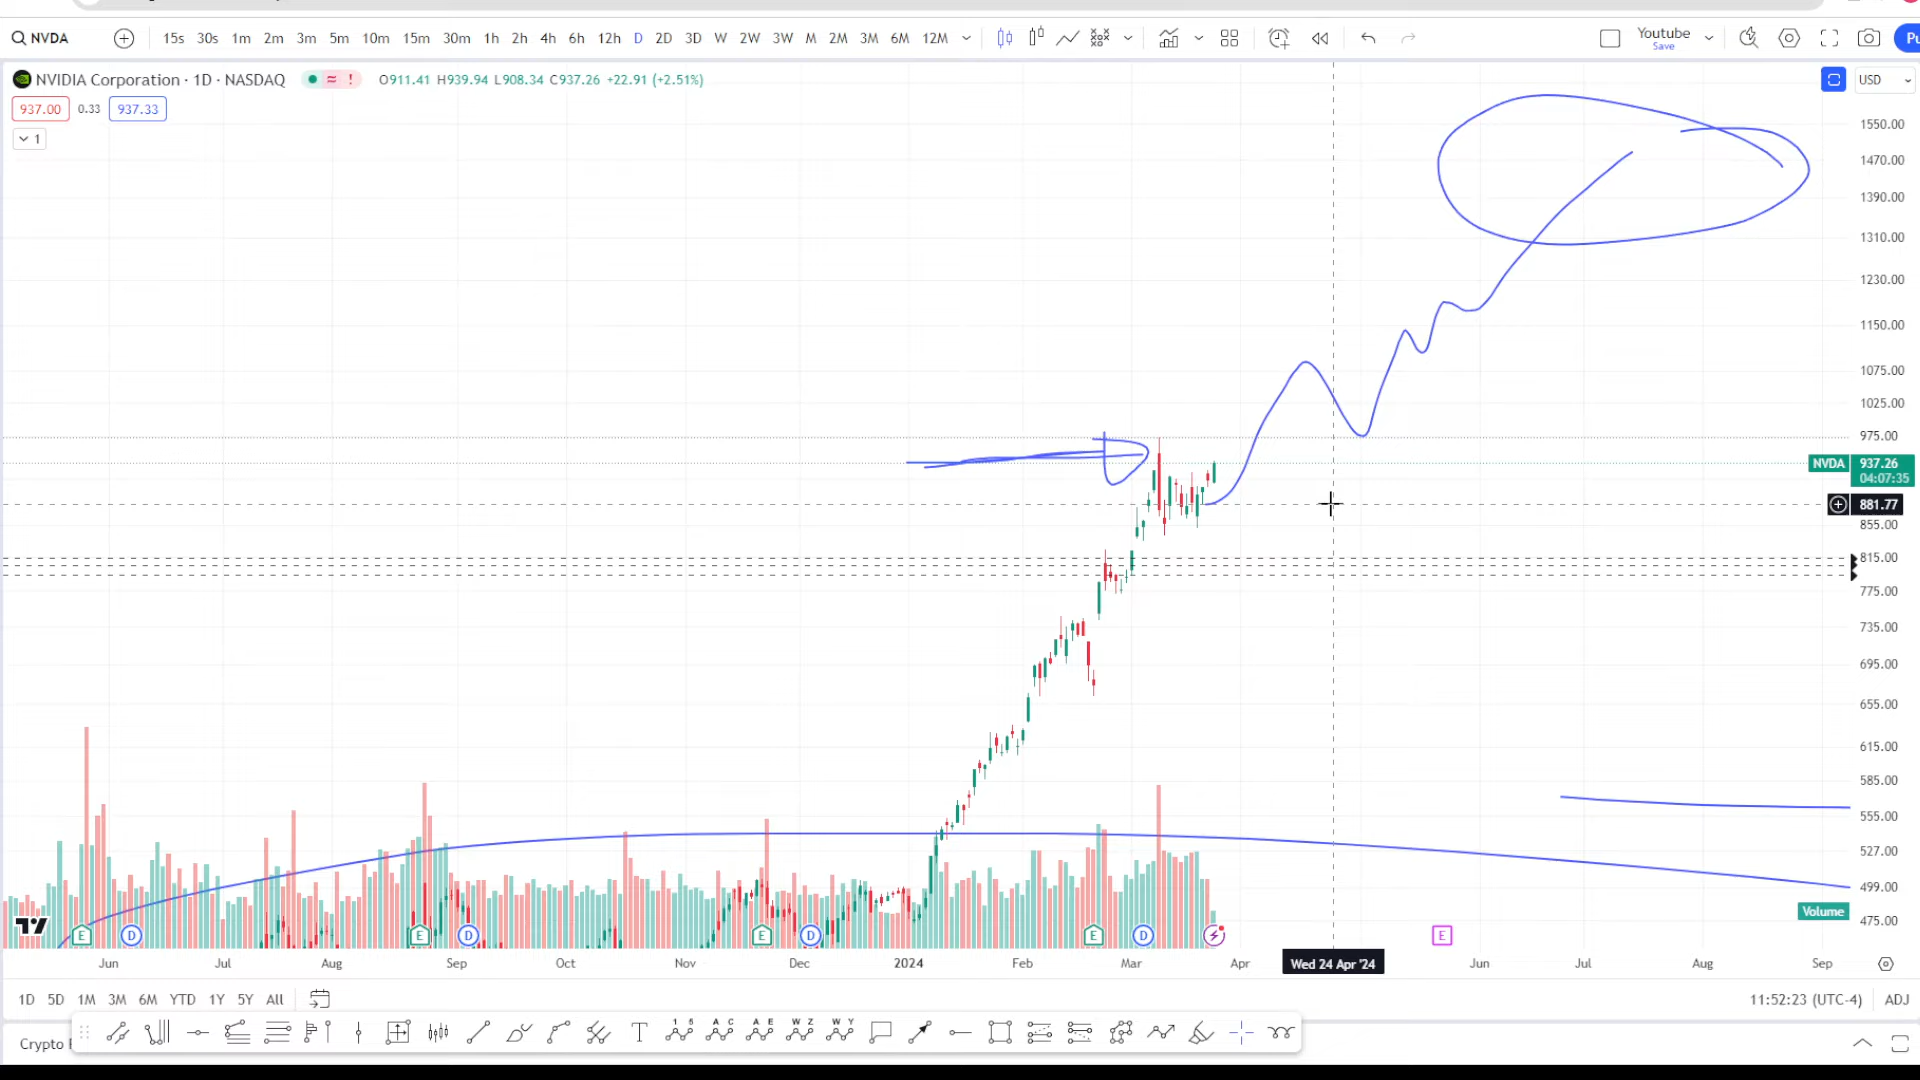 NVDA 15s 30s 1m 2m 3m 5m 10m 15m 30m 1h 2h 4h 6h 12h D 2D 3D W 2W 3W M 2M 3M 6M 12M Youtube
Save
NVIDIA Corporation · 1D · NASDAQ O911.41 H939.94 L908.34 C937.26 +22.91 (+2.51%) USD
937.00 0.33 937.33
1
1550.00
1470.00
1390.00
1310.00
1230.00
1150.00
1075.00
1025.00
975.00
NVDA 937.26
04:07:35
881.77
855.00
815.00
775.00
735.00
695.00
655.00
615.00
585.00
555.00
527.00
499.00
Volume
475.00
E D E D E D E D E
Jun Jul Aug Sep Oct Nov Dec 2024 Feb Mar Apr Wed 24 Apr '24 Jun Jul Aug Sep
1D 5D 1M 3M 6M YTD 1Y 5Y All 11:52:23 (UTC-4) ADJ
Crypto